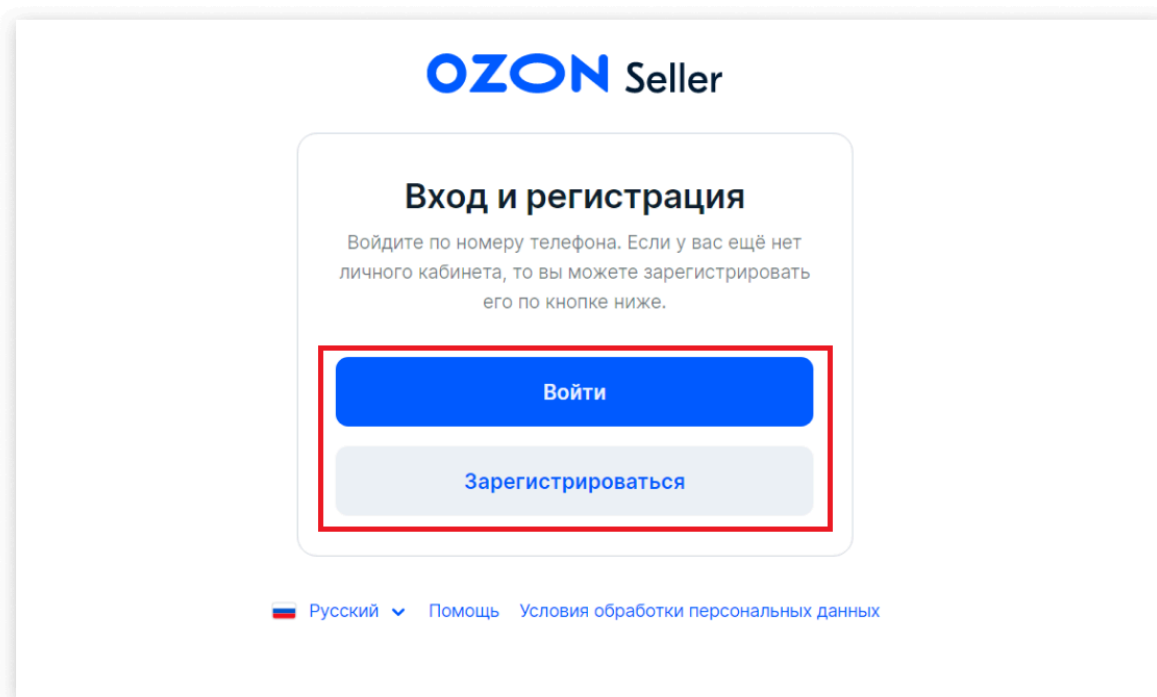 OZON Seller
Вход и регистрация
Войдите по номеру телефона. Если у вас ещё нет
личного кабинета, то вы можете зарегистрировать
его по кнопке ниже.
Войти
Зарегистрироваться
Русский Помощь Условия обработки персональных данных